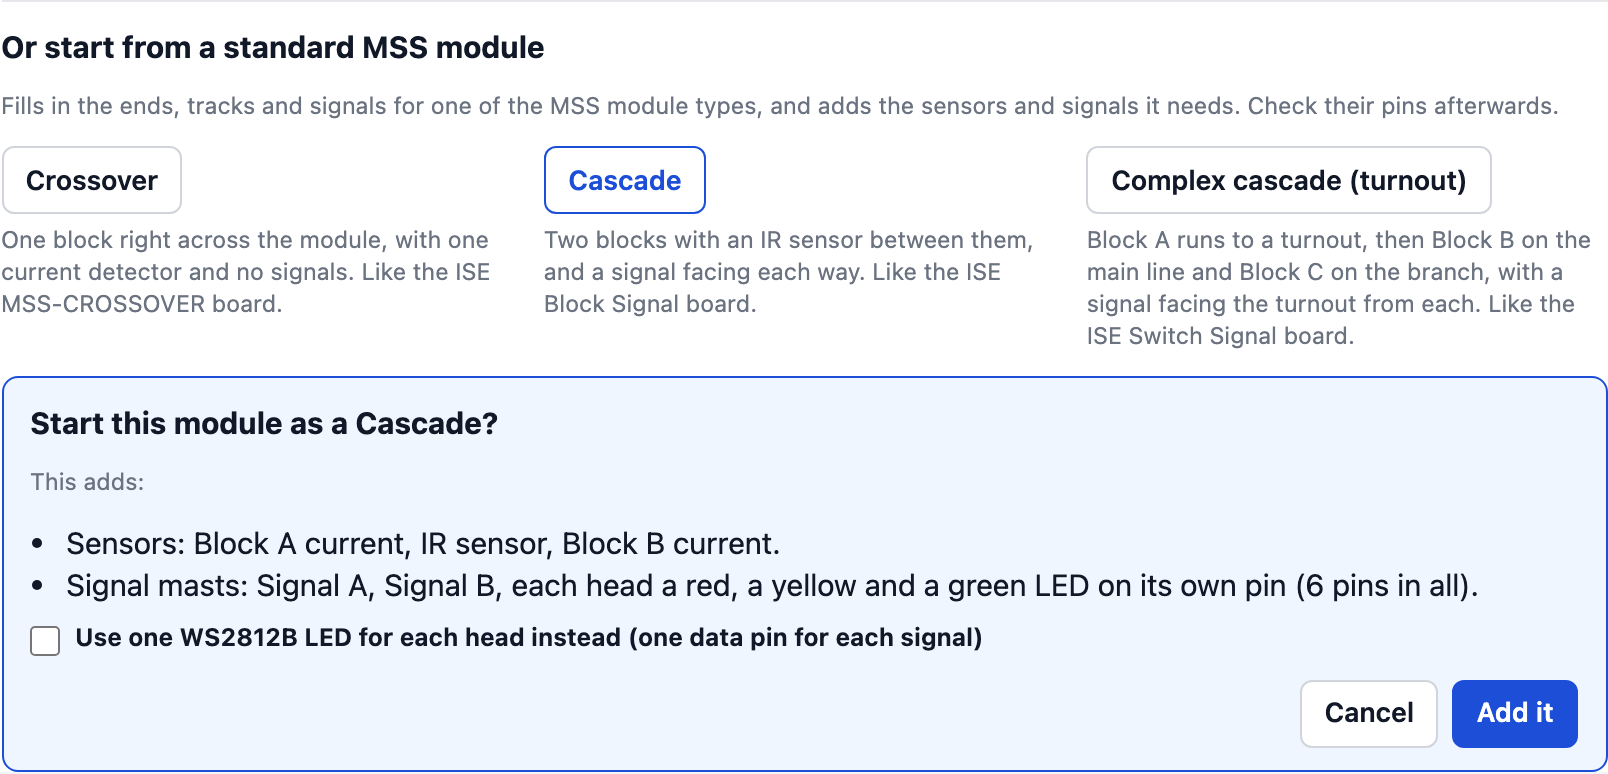 Or start from a standard MSS module
Fills in the ends, tracks and signals for one of the MSS module types, and adds the sensors and signals it needs. Check their pins afterwards.
Crossover
One block right across the module, with one
current detector and no signals. Like the ISE
MSS-CROSSOVER board.
Cascade
Two blocks with an IR sensor between them,
and a signal facing each way. Like the ISE
Block Signal board.
Complex cascade (turnout)
Block A runs to a turnout, then Block B on the
main line and Block C on the branch, with a
signal facing the turnout from each. Like the
ISE Switch Signal board.
Start this module as a Cascade?
This adds:
• Sensors: Block A current, IR sensor, Block B current.
• Signal masts: Signal A, Signal B, each head a red, a yellow and a green LED on its own pin (6 pins in all).
Use one WS2812B LED for each head instead (one data pin for each signal)
Cancel
Add it